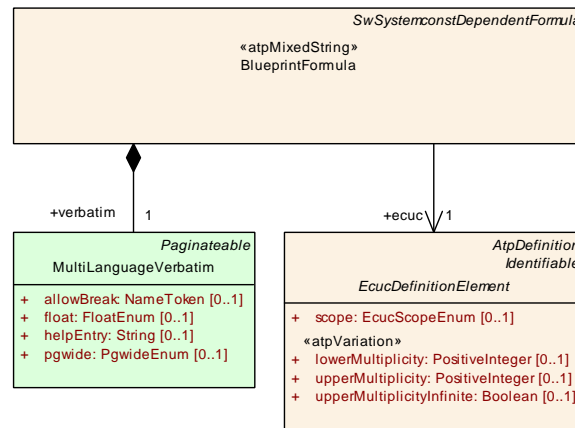 SwSystemconstDependentFormula
«atpMixedString»
BlueprintFormula
+verbatim 1
+ecuc 1
Paginateable
MultiLanguageVerbatim
+ allowBreak: NameToken [0..1]
+ float: FloatEnum [0..1]
+ helpEntry: String [0..1]
+ pgwide: PgwideEnum [0..1]
AtpDefinition
Identifiable
EcucDefinitionElement
+ scope: EcucScopeEnum [0..1]
«atpVariation»
+ lowerMultiplicity: PositiveInteger [0..1]
+ upperMultiplicity: PositiveInteger [0..1]
+ upperMultiplicityInfinite: Boolean [0..1]